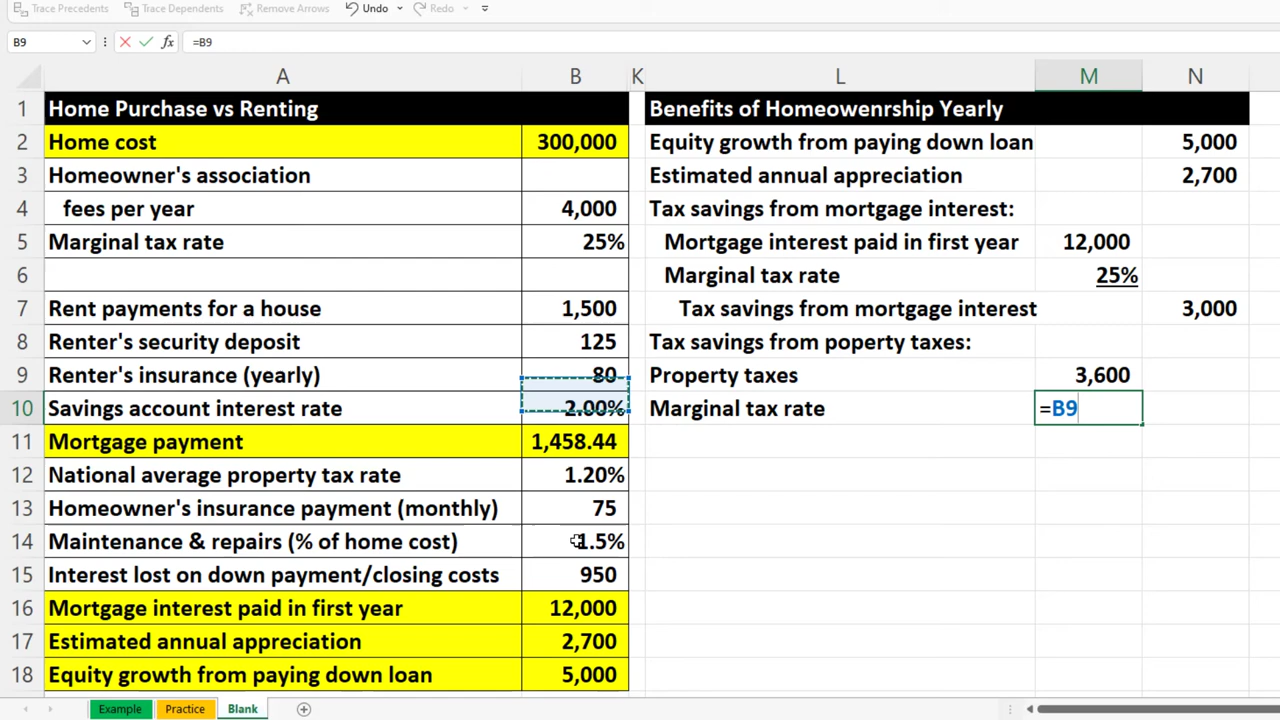 Trace Precedents Trace Dependents Remove Arrows Undo Redo
B9 fx =B9
A B K L M N
1 Home Purchase vs Renting Benefits of Homeowenrship Yearly
2 Home cost 300,000 Equity growth from paying down loan 5,000
3 Homeowner's association Estimated annual appreciation 2,700
4 fees per year 4,000 Tax savings from mortgage interest:
5 Marginal tax rate 25% Mortgage interest paid in first year 12,000
6 Marginal tax rate 25%
7 Rent payments for a house 1,500 Tax savings from mortgage interest 3,000
8 Renter's security deposit 125 Tax savings from poperty taxes:
9 Renter's insurance (yearly) 80 Property taxes 3,600
10 Savings account interest rate 2.00% Marginal tax rate =B9
11 Mortgage payment 1,458.44
12 National average property tax rate 1.20%
13 Homeowner's insurance payment (monthly) 75
14 Maintenance & repairs (% of home cost) 1.5%
15 Interest lost on down payment/closing costs 950
16 Mortgage interest paid in first year 12,000
17 Estimated annual appreciation 2,700
18 Equity growth from paying down loan 5,000
Example Practice Blank